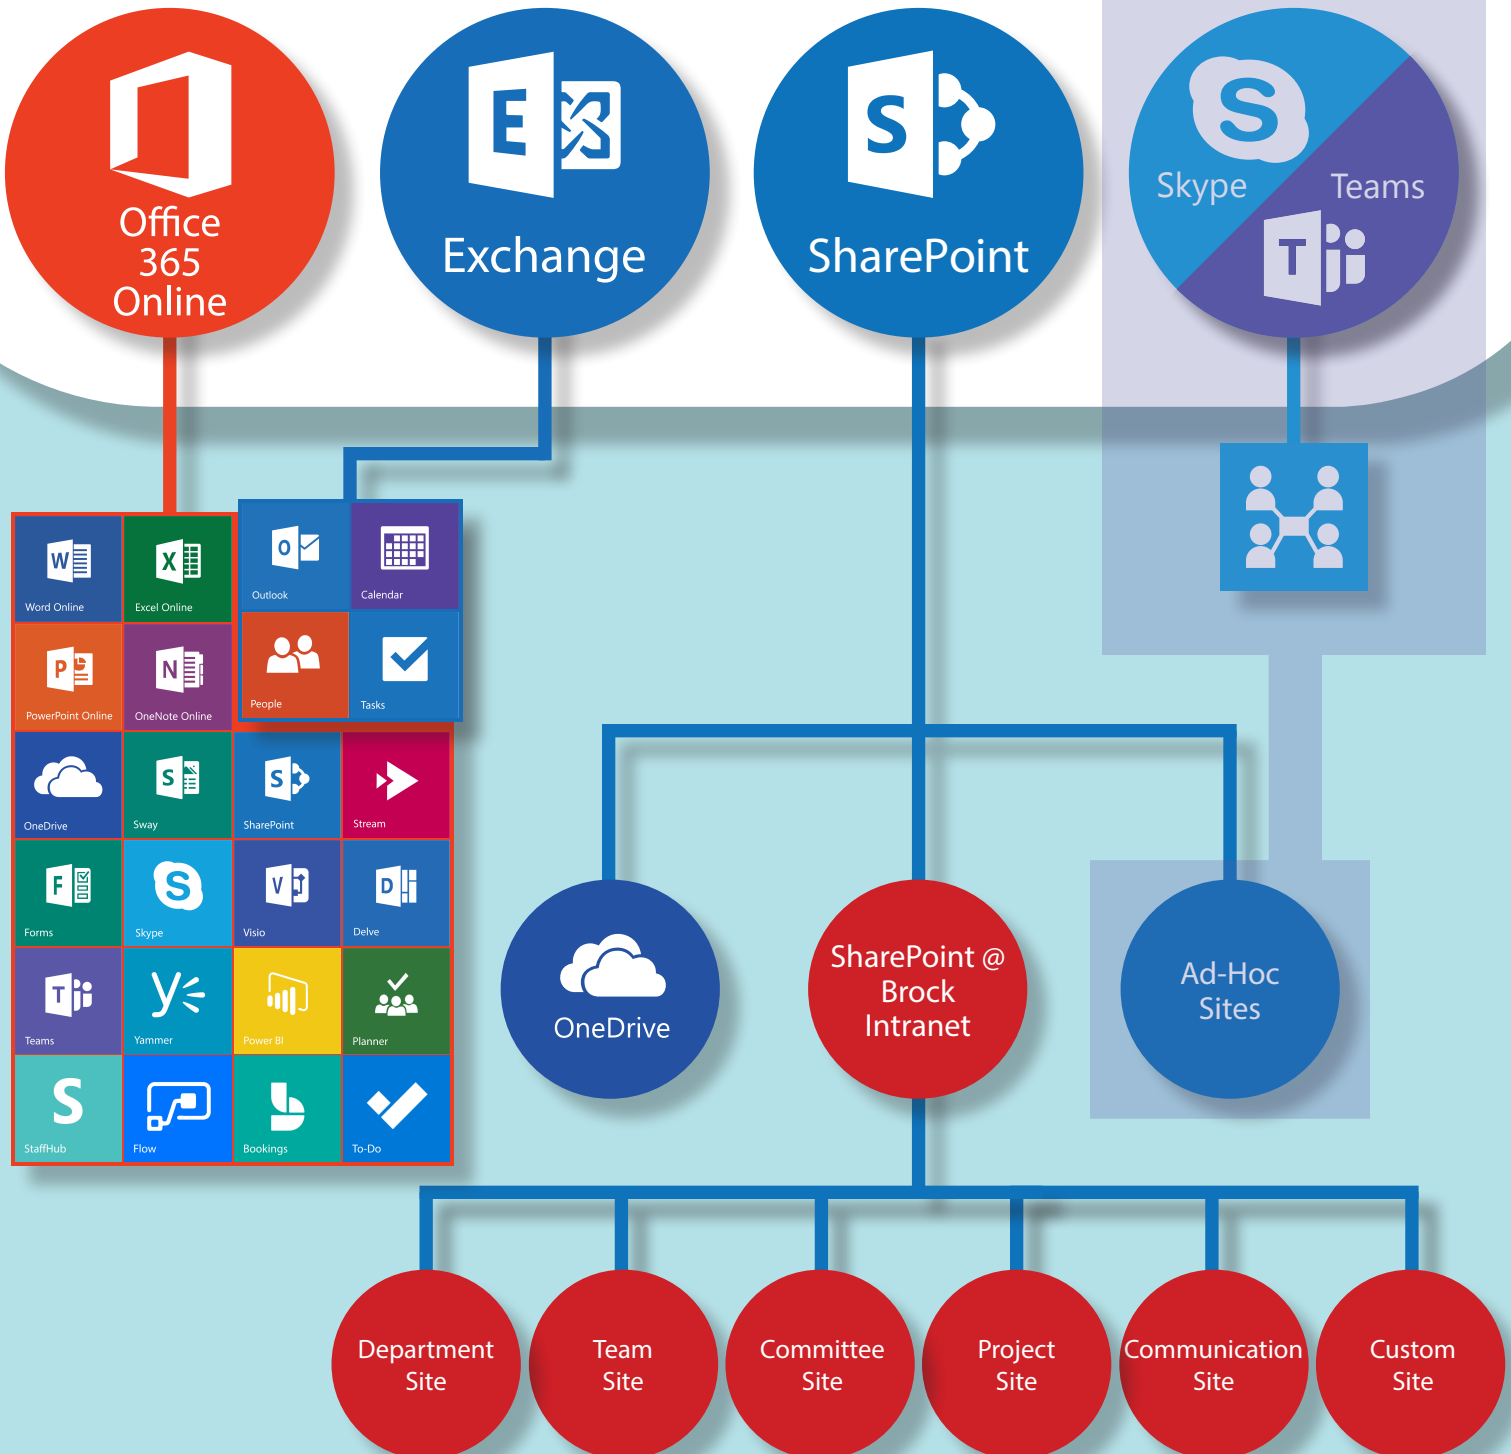 Office
365
Online
E
Exchange
S
SharePoint
S
Skype
Teams
T
W
Word Online
X
Excel Online
O
Outlook
Calendar
P
PowerPoint Online
N
OneNote Online
People
Tasks
OneDrive
S
Sway
S
SharePoint
Stream
F
Forms
S
Skype
V
Visio
D
Delve
T
Teams
Yammer
Power BI
Planner
S
StaffHub
Flow
Bookings
To-Do
OneDrive
SharePoint @
Brock
Intranet
Ad-Hoc
Sites
Department
Site
Team
Site
Committee
Site
Project
Site
Communication
Site
Custom
Site